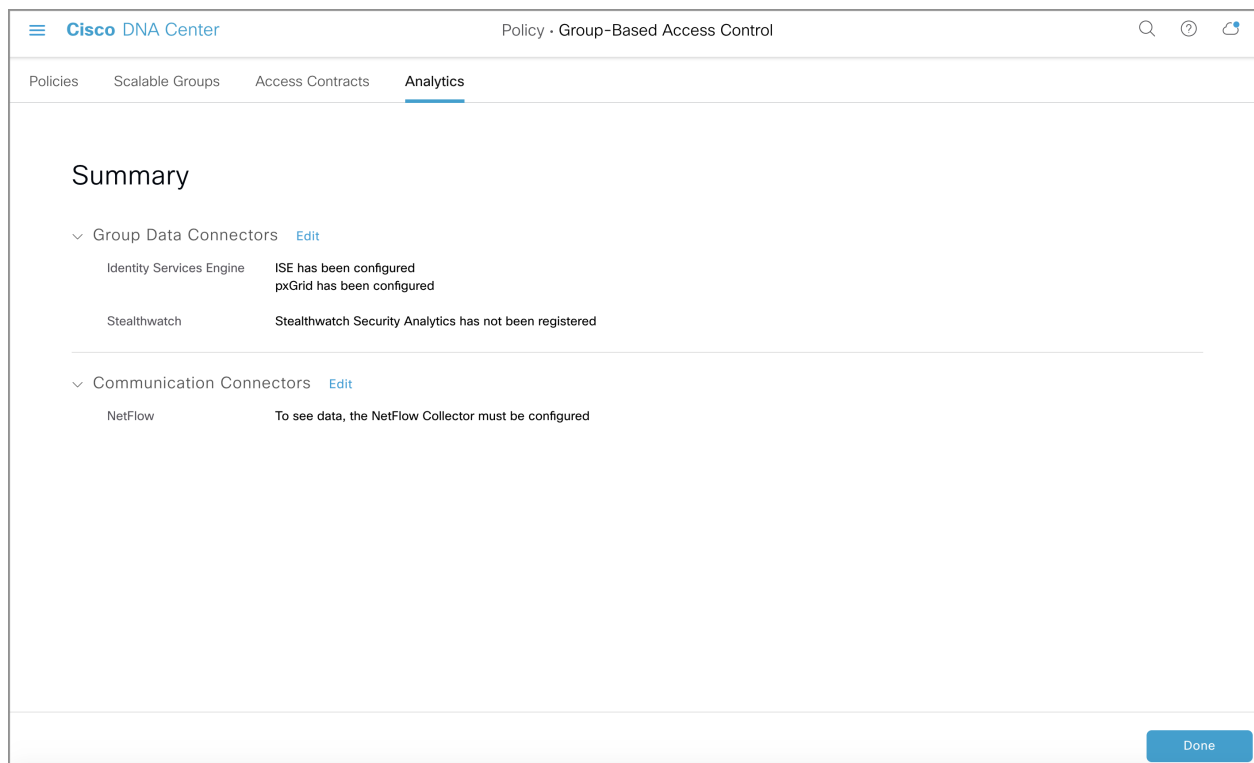 Cisco DNA Center
Policy · Group-Based Access Control
Policies Scalable Groups Access Contracts Analytics
Summary
Group Data Connectors Edit
Identity Services Engine ISE has been configured
pxGrid has been configured
Stealthwatch Stealthwatch Security Analytics has not been registered
Communication Connectors Edit
NetFlow To see data, the NetFlow Collector must be configured
Done